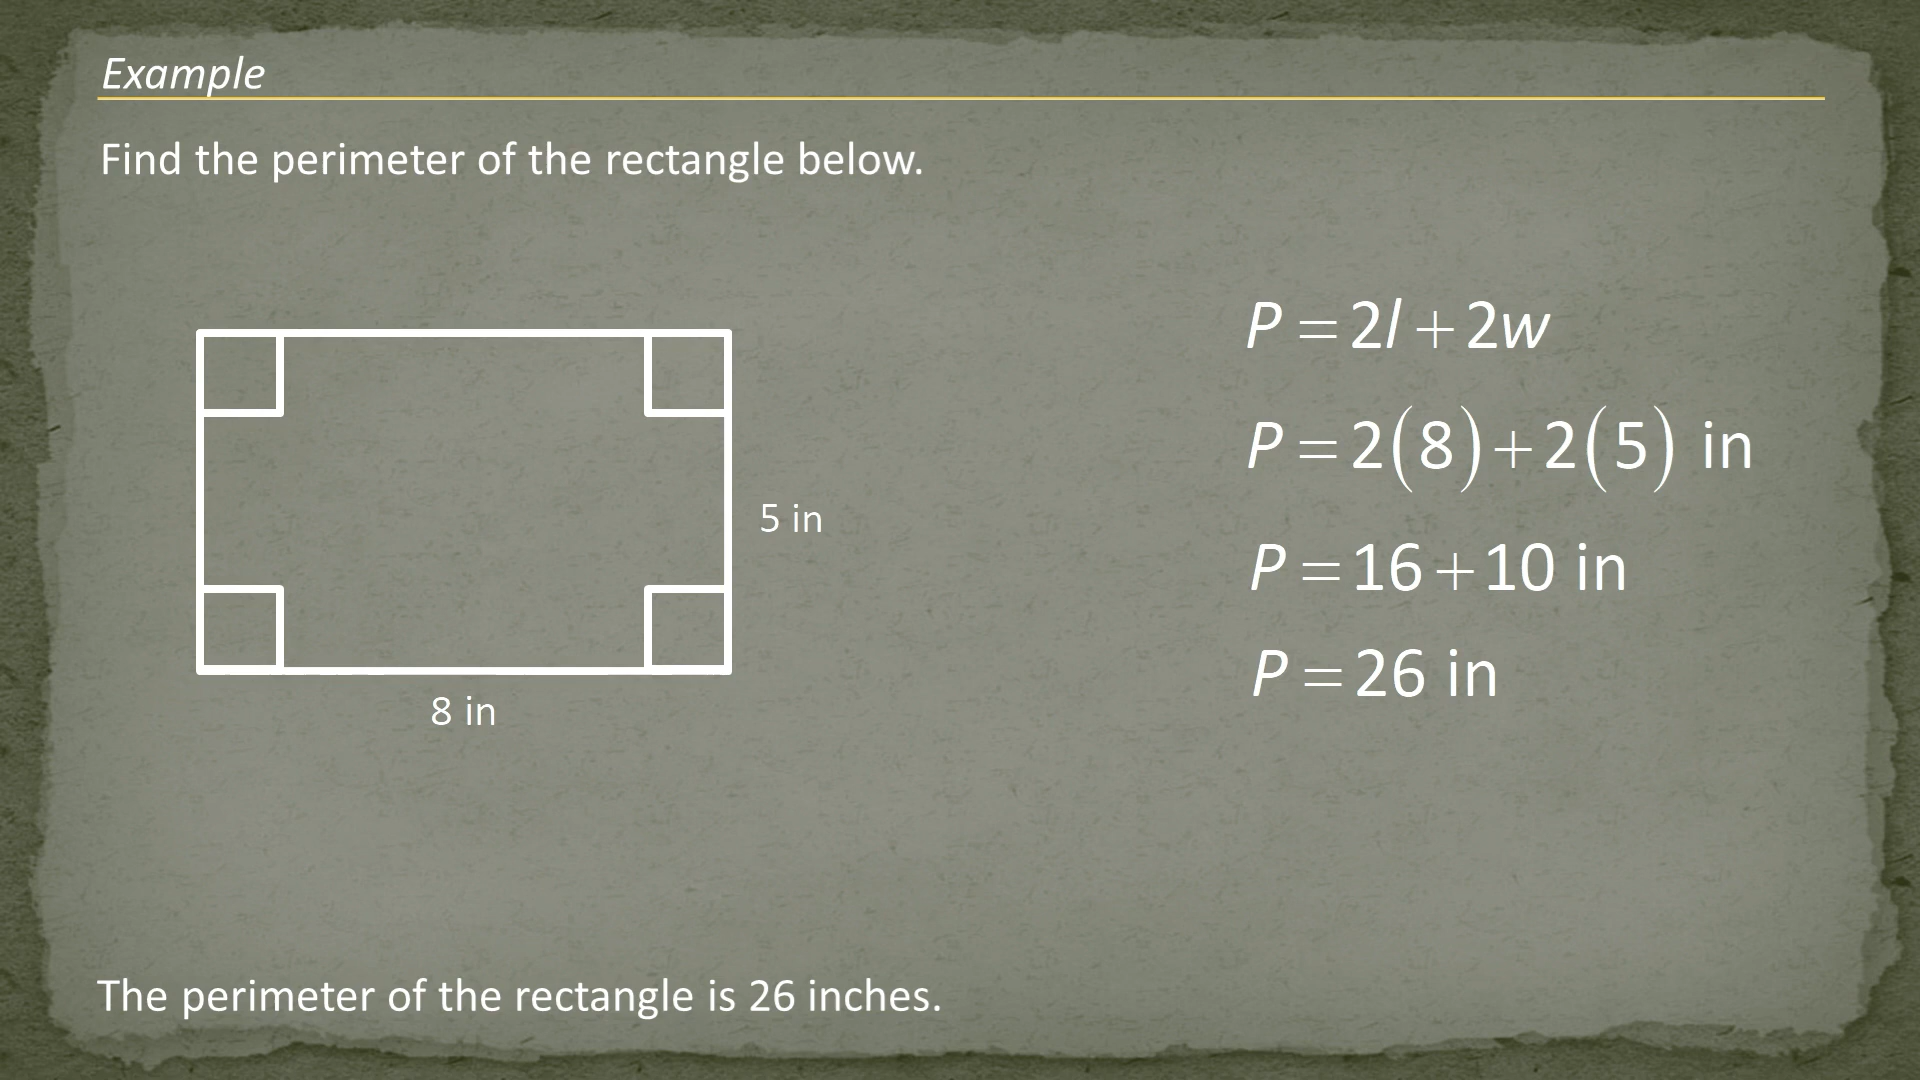 Example
Find the perimeter of the rectangle below.
P = 2l + 2w
P = 2(8) + 2(5) in
5 in
P = 16 + 10 in
P = 26 in
8 in
The perimeter of the rectangle is 26 inches.